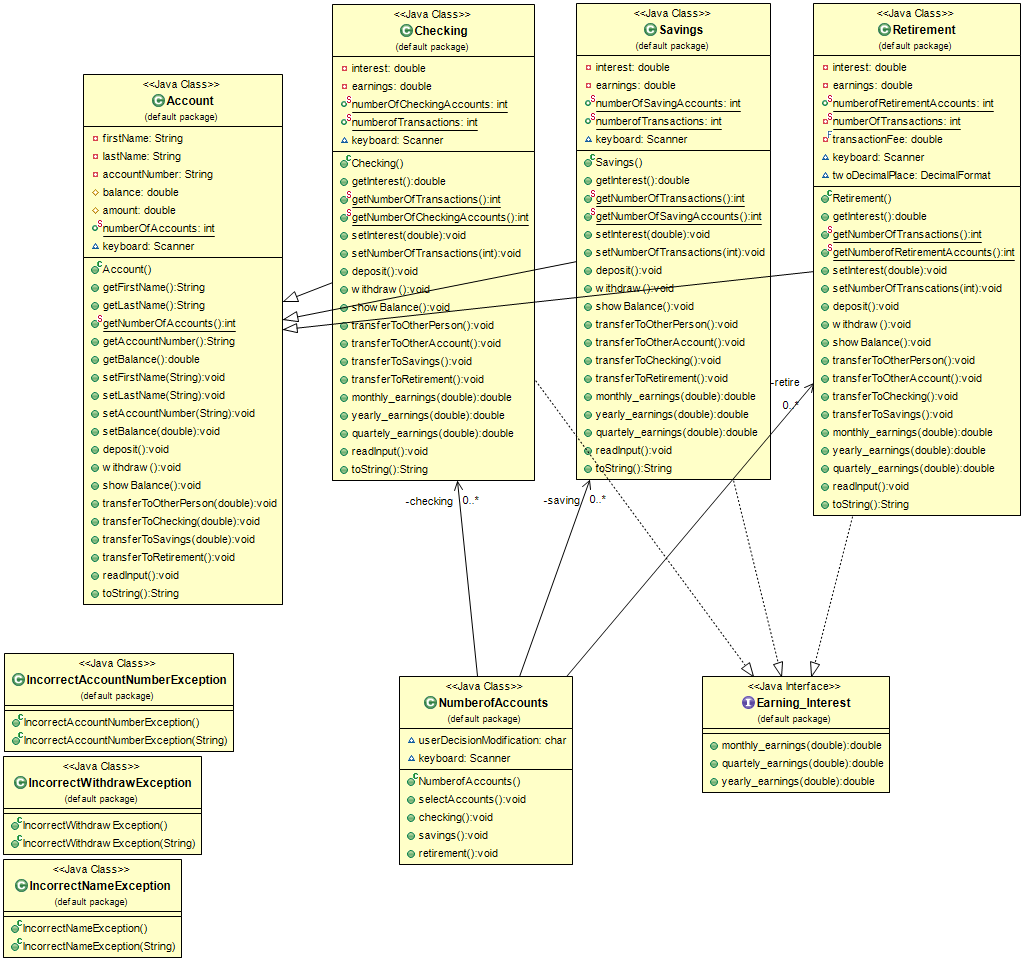 <<Java Class>>
Account
(default package)
firstName: String
lastName: String
accountNumber: String
balance: double
amount: double
numberOfAccounts: int
keyboard: Scanner
Account()
getFirstName():String
getLastName():String
getNumberOfAccounts():int
getAccountNumber():String
getBalance():double
setFirstName(String):void
setLastName(String):void
setAccountNumber(String):void
setBalance(double):void
deposit():void
withdraw():void
showBalance():void
transferToOtherPerson(double):void
transferToChecking(double):void
transferToSavings(double):void
transferToRetirement():void
readInput():void
toString():String
<<Java Class>>
Checking
(default package)
interest: double
earnings: double
numberOfCheckingAccounts: int
numberofTransactions: int
keyboard: Scanner
Checking()
getInterest():double
getNumberOfTransactions():int
getNumberOfCheckingAccounts():int
setInterest(double):void
setNumberOfTransactions(int):void
deposit():void
withdraw():void
showBalance():void
transferToOtherPerson():void
transferToOtherAccount():void
transferToSavings():void
transferToRetirement():void
monthly_earnings(double):double
yearly_earnings(double):double
quartely_earnings(double):double
readInput():void
toString():String
<<Java Class>>
Savings
(default package)
interest: double
earnings: double
numberOfSavingAccounts: int
numberofTransactions: int
keyboard: Scanner
Savings()
getInterest():double
getNumberOfTransactions():int
getNumberOfSavingAccounts():int
setInterest(double):void
setNumberOfTransactions(int):void
deposit():void
withdraw():void
showBalance():void
transferToOtherPerson():void
transferToOtherAccount():void
transferToChecking():void
transferToRetirement():void
monthly_earnings(double):double
yearly_earnings(double):double
quartely_earnings(double):double
readInput():void
toString():String
<<Java Class>>
Retirement
(default package)
interest: double
earnings: double
numberofRetirementAccounts: int
numberofTransactions: int
transactionFee: double
keyboard: Scanner
twoDecimalPlace: DecimalFormat
Retirement()
getInterest():double
getNumberOfTransactions():int
getNumberofRetirementAccounts():int
setInterest(double):void
setNumberOfTranscations(int):void
deposit():void
withdraw():void
showBalance():void
transferToOtherPerson():void
transferToOtherAccount():void
transferToChecking():void
transferToSavings():void
monthly_earnings(double):double
yearly_earnings(double):double
quartely_earnings(double):double
readInput():void
toString():String
-checking 0..*
-saving 0..*
-retire
0..*
<<Java Class>>
IncorrectAccountNumberException
(default package)
IncorrectAccountNumberException()
IncorrectAccountNumberException(String)
<<Java Class>>
IncorrectWithdrawException
(default package)
IncorrectWithdrawException()
IncorrectWithdrawException(String)
<<Java Class>>
IncorrectNameException
(default package)
IncorrectNameException()
IncorrectNameException(String)
<<Java Class>>
NumberofAccounts
(default package)
userDecisionModification: char
keyboard: Scanner
NumberofAccounts()
selectAccounts():void
checking():void
savings():void
retirement():void
<<Java Interface>>
Earning_Interest
(default package)
monthly_earnings(double):double
quartely_earnings(double):double
yearly_earnings(double):double